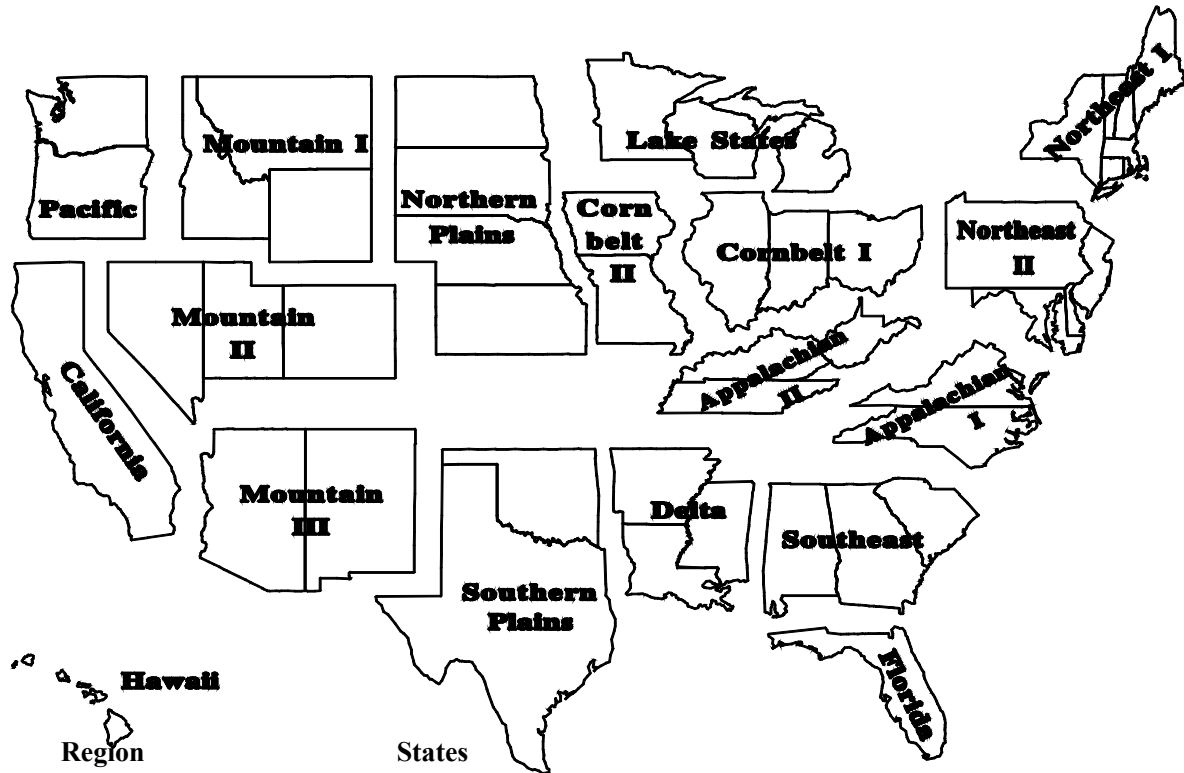 Northeast I
Mountain I
Lake States
Pacific
Northern
Plains
Corn
belt
II
Cornbelt I
Northeast
II
Mountain
II
California
Appalachian
II
Appalachian
I
Mountain
III
Delta
Southeast
Southern
Plains
Florida
Hawaii
Region States